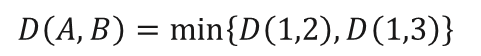 D(A, B) = min{D(1,2), D(1,3)}